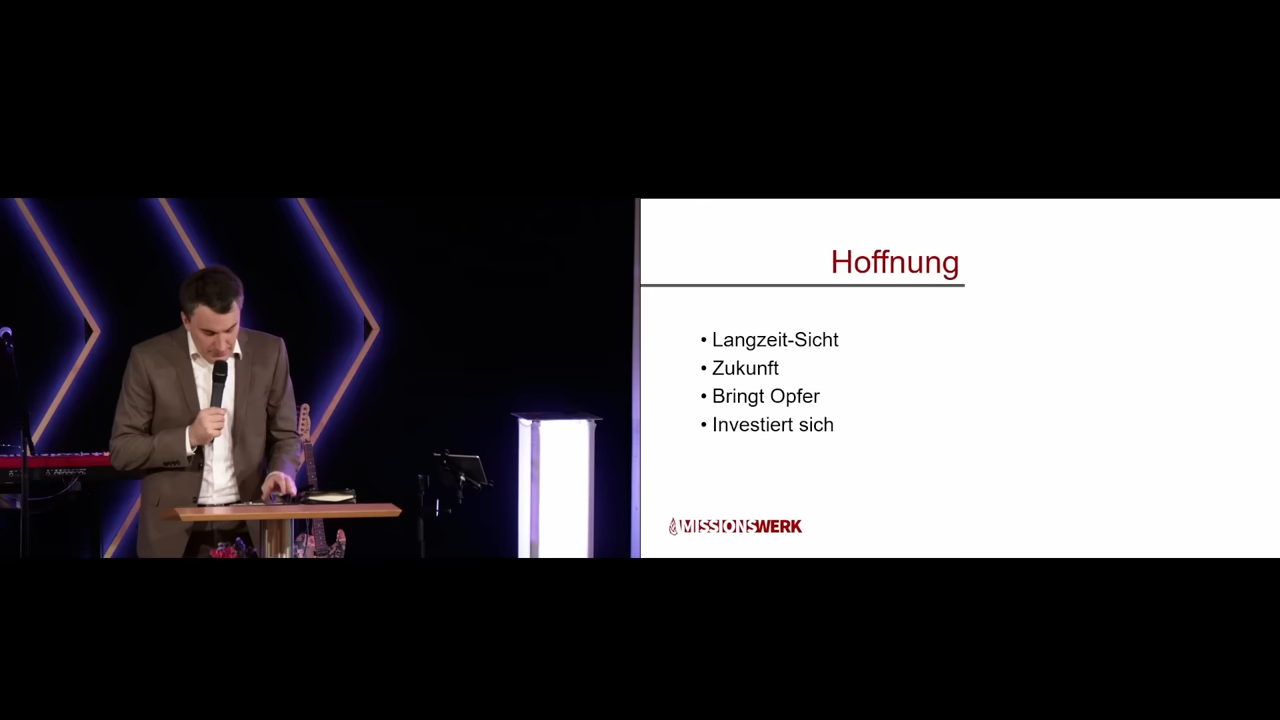 Hoffnung
• Langzeit-Sicht
• Zukunft
• Bringt Opfer
• Investiert sich
MISSIONSWERK